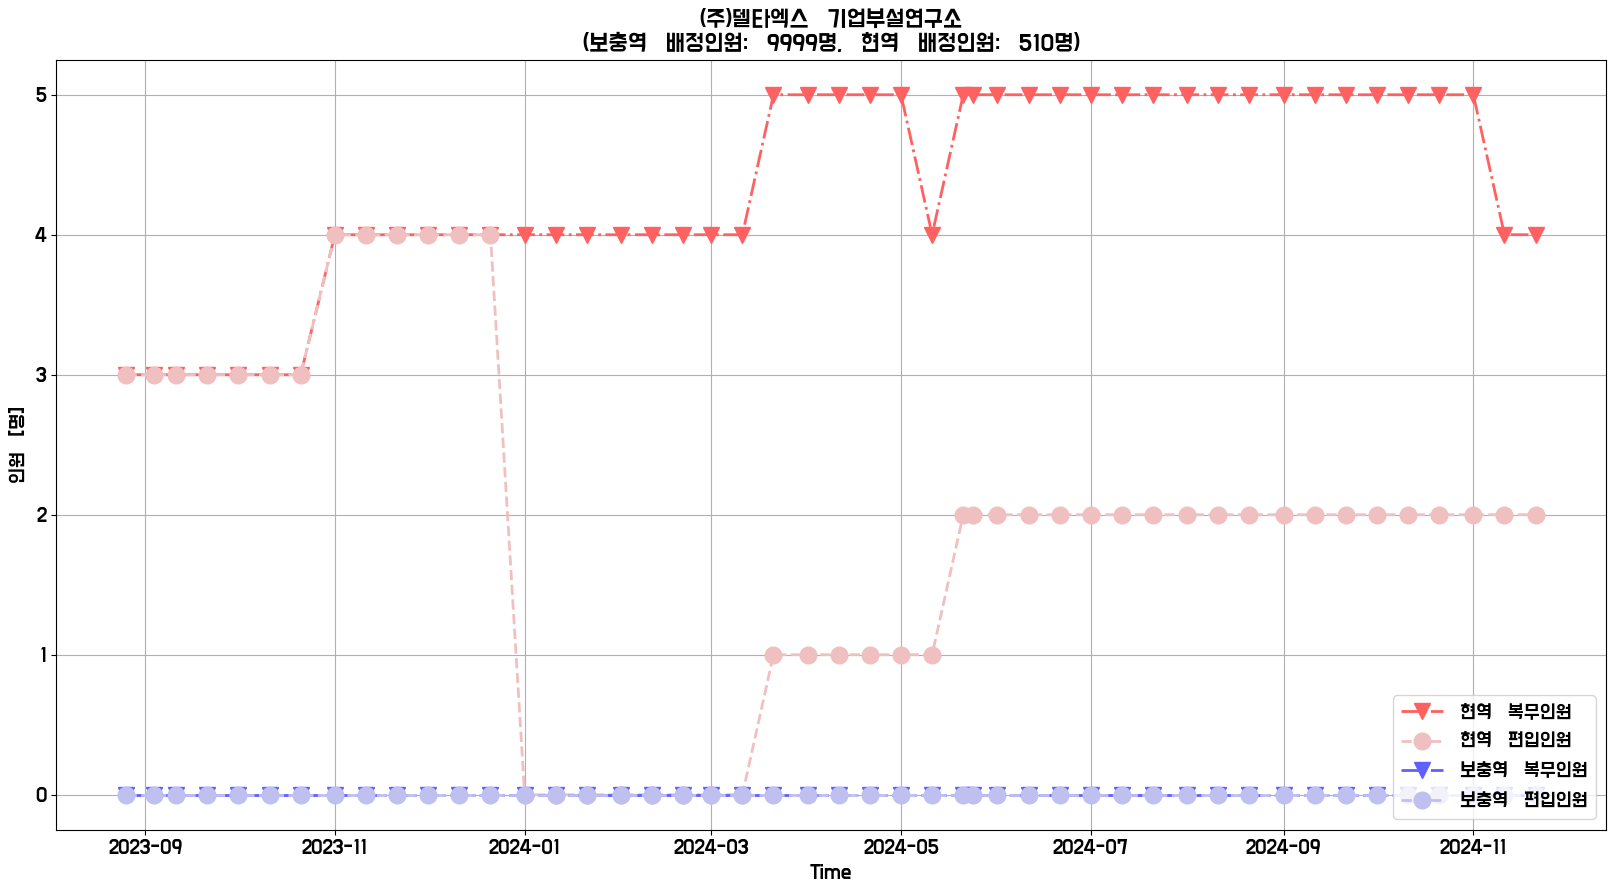 (주)델타엑스 기업부설연구소
(보충역 배정인원: 9999명, 현역 배정인원: 510명)
5
4
3
2
1
0
인원 [명]
2023-09 2023-11 2024-01 2024-03 2024-05 2024-07 2024-09 2024-11
Time
현역 복무인원
현역 편입인원
보충역 복무인원
보충역 편입인원